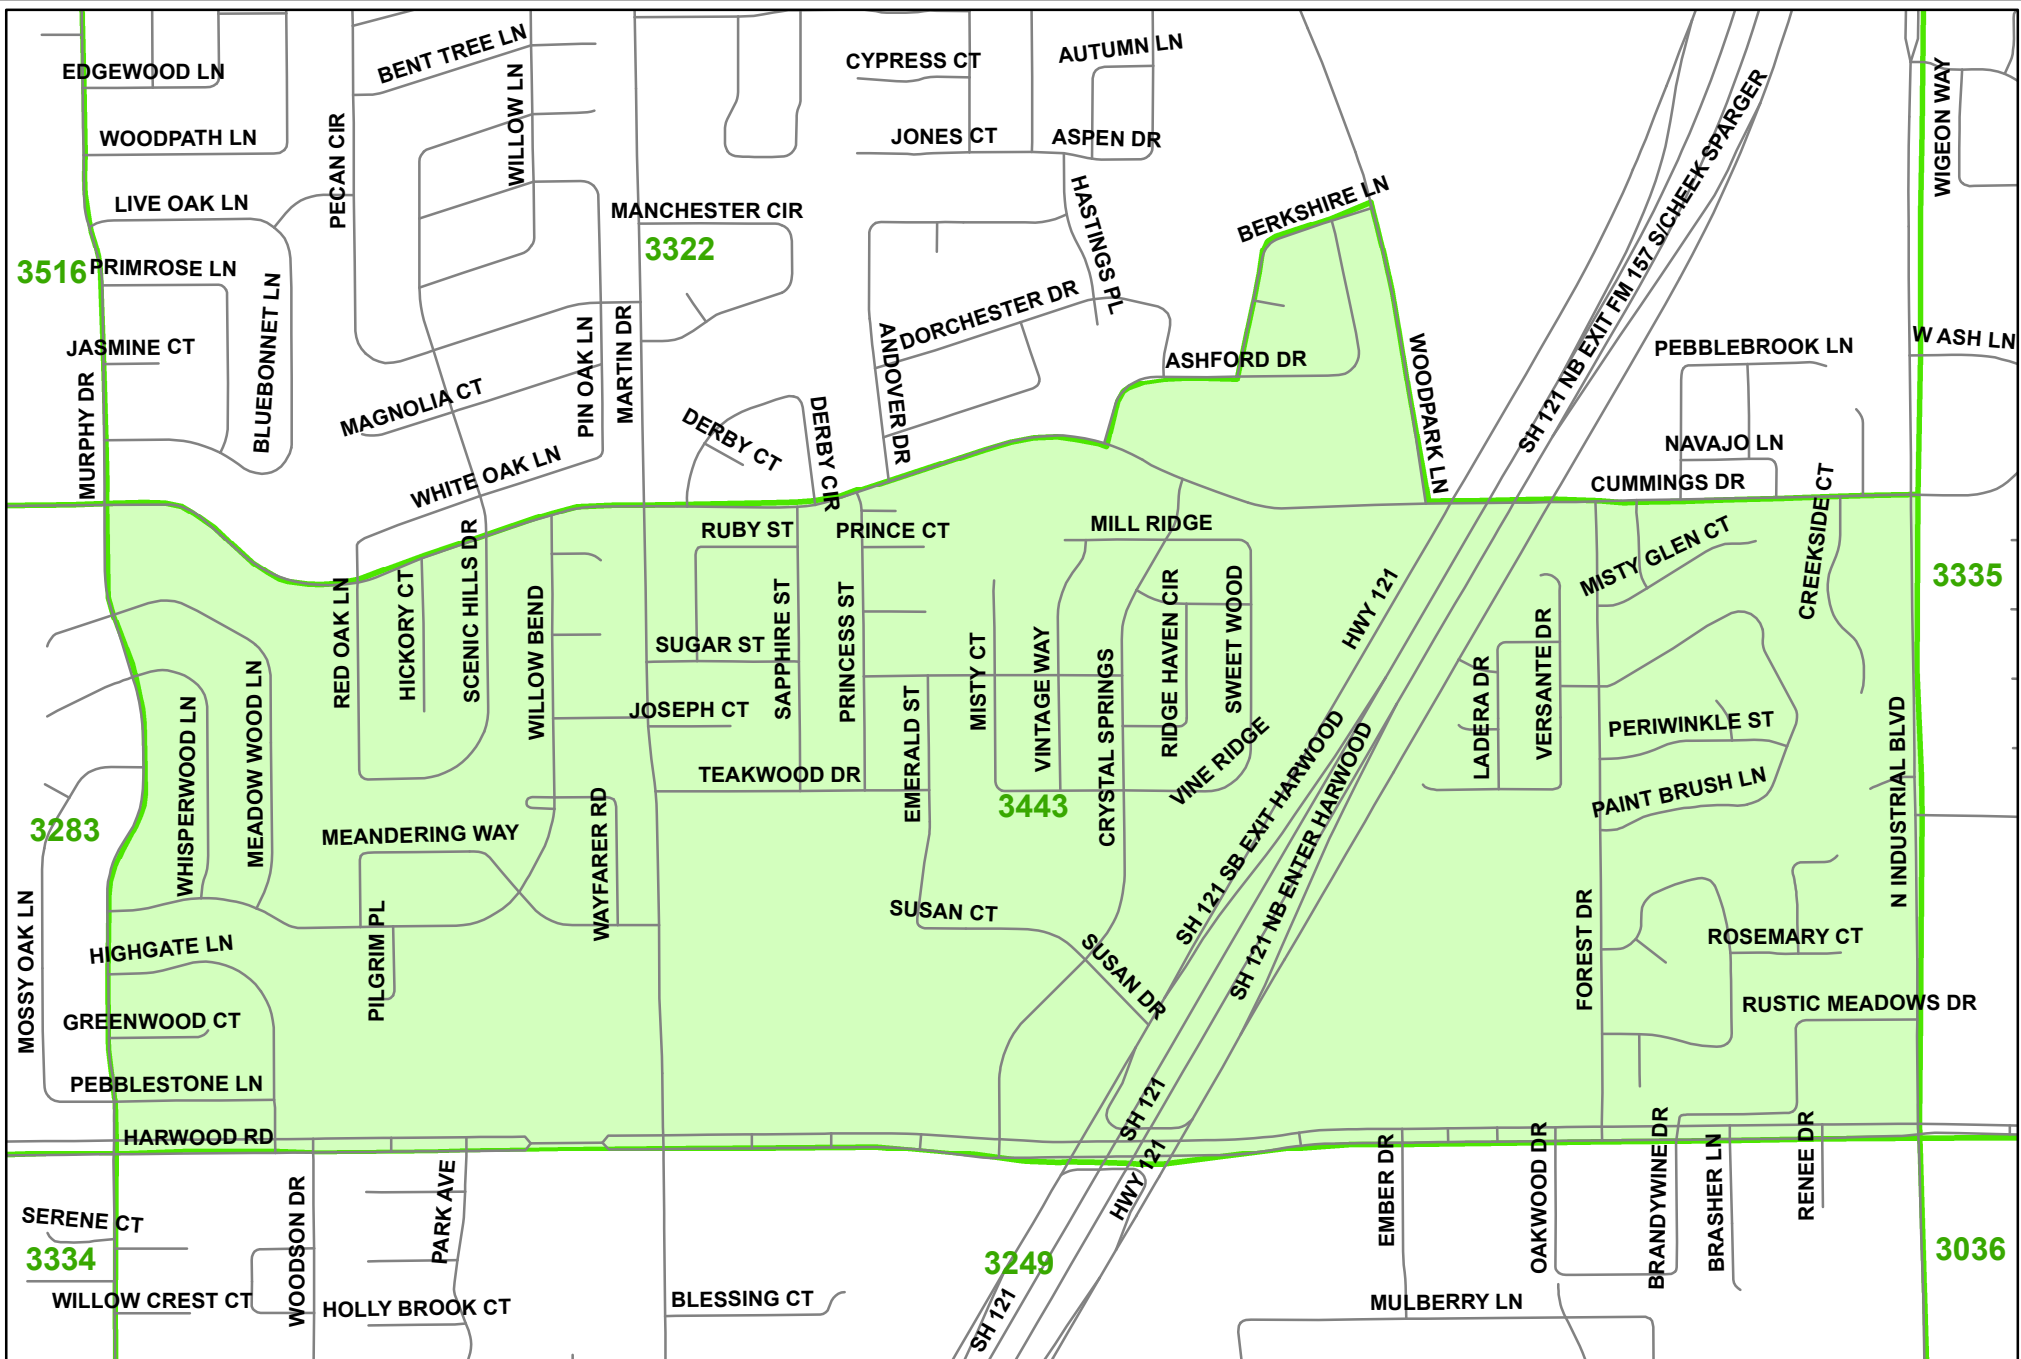 EDGEWOOD LN
BENT TREE LN
CYPRESS CT
AUTUMN LN
WOODPATH LN
PECAN CIR
WILLOW LN
JONES CT
ASPEN DR
SH 121 NB EXIT FM 157 S/CHEEK SPARGER
WIGEON WAY
LIVE OAK LN
MANCHESTER CIR
HASTINGS PL
BERKSHIRE LN
3322
3516
PRIMROSE LN
BLUEBONNET LN
DORCHESTER DR
JASMINE CT
PIN OAK LN
MARTIN DR
ANDOVER DR
ASHFORD DR
WOODPARK LN
PEBBLEBROOK LN
W ASH LN
MURPHY DR
MAGNOLIA CT
DERBY CT
DERBY CIR
NAVAJO LN
WHITE OAK LN
CUMMINGS DR
CREEKSIDE CT
RUBY ST
PRINCE CT
MILL RIDGE
MISTY GLEN CT
3335
RED OAK LN
HICKORY CT
SCENIC HILLS DR
WILLOW BEND
SAPPHIRE ST
PRINCESS ST
SUGAR ST
MISTY CT
VINTAGE WAY
CRYSTAL SPRINGS
RIDGE HAVEN CIR
SWEET WOOD
HWY 121
LADERA DR
VERSANTE DR
WHISPERWOOD LN
MEADOW WOOD LN
JOSEPH CT
EMERALD ST
PERIWINKLE ST
TEAKWOOD DR
VINE RIDGE
PAINT BRUSH LN
N INDUSTRIAL BLVD
3443
3283
MEANDERING WAY
WAYFARER RD
SH 121 SB EXIT HARWOOD
SH 121 NB ENTER HARWOOD
SUSAN CT
MOSSY OAK LN
HIGHGATE LN
PILGRIM PL
SUSAN DR
FOREST DR
ROSEMARY CT
GREENWOOD CT
RUSTIC MEADOWS DR
PEBBLESTONE LN
SH 121
HARWOOD RD
HWY 121
EMBER DR
OAKWOOD DR
BRANDYWINE DR
BRASHER LN
RENEE DR
SERENE CT
WOODSON DR
PARK AVE
3334
3249
3036
WILLOW CREST CT
HOLLY BROOK CT
BLESSING CT
SH 121
MULBERRY LN